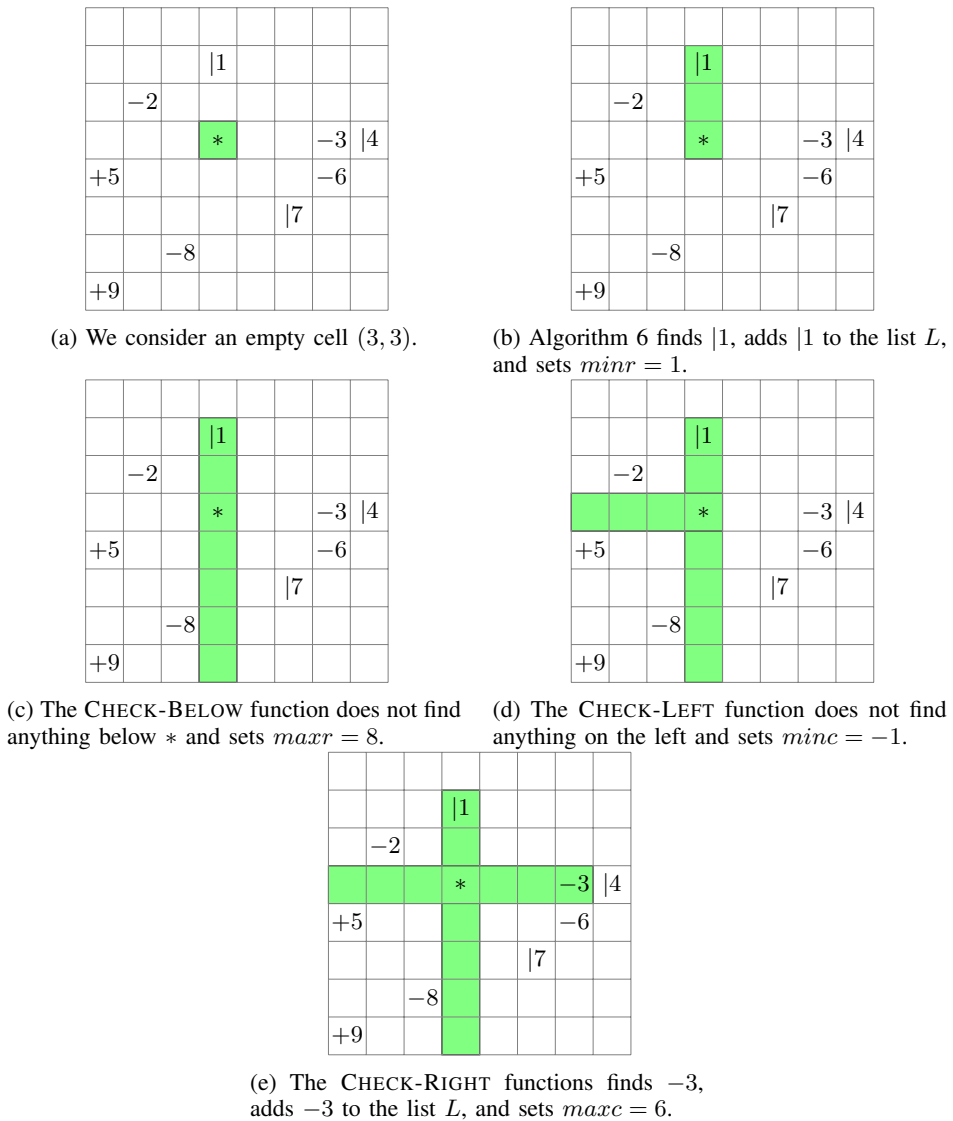 |1
−2
∗ −3 |4
+5 −6
|7
−8
+9
(a) We consider an empty cell (3, 3).
|1
−2
∗ −3 |4
+5 −6
|7
−8
+9
(b) Algorithm 6 finds |1, adds |1 to the list L,
and sets minr = 1.
|1
−2
∗ −3 |4
+5 −6
|7
−8
+9
(c) The CHECK-BELOW function does not find
anything below ∗ and sets maxr = 8.
|1
−2
∗ −3 |4
+5 −6
|7
−8
+9
(d) The CHECK-LEFT function does not find
anything on the left and sets minc = −1.
|1
−2
∗ −3 |4
+5 −6
|7
−8
+9
(e) The CHECK-RIGHT functions finds −3,
adds −3 to the list L, and sets maxc = 6.